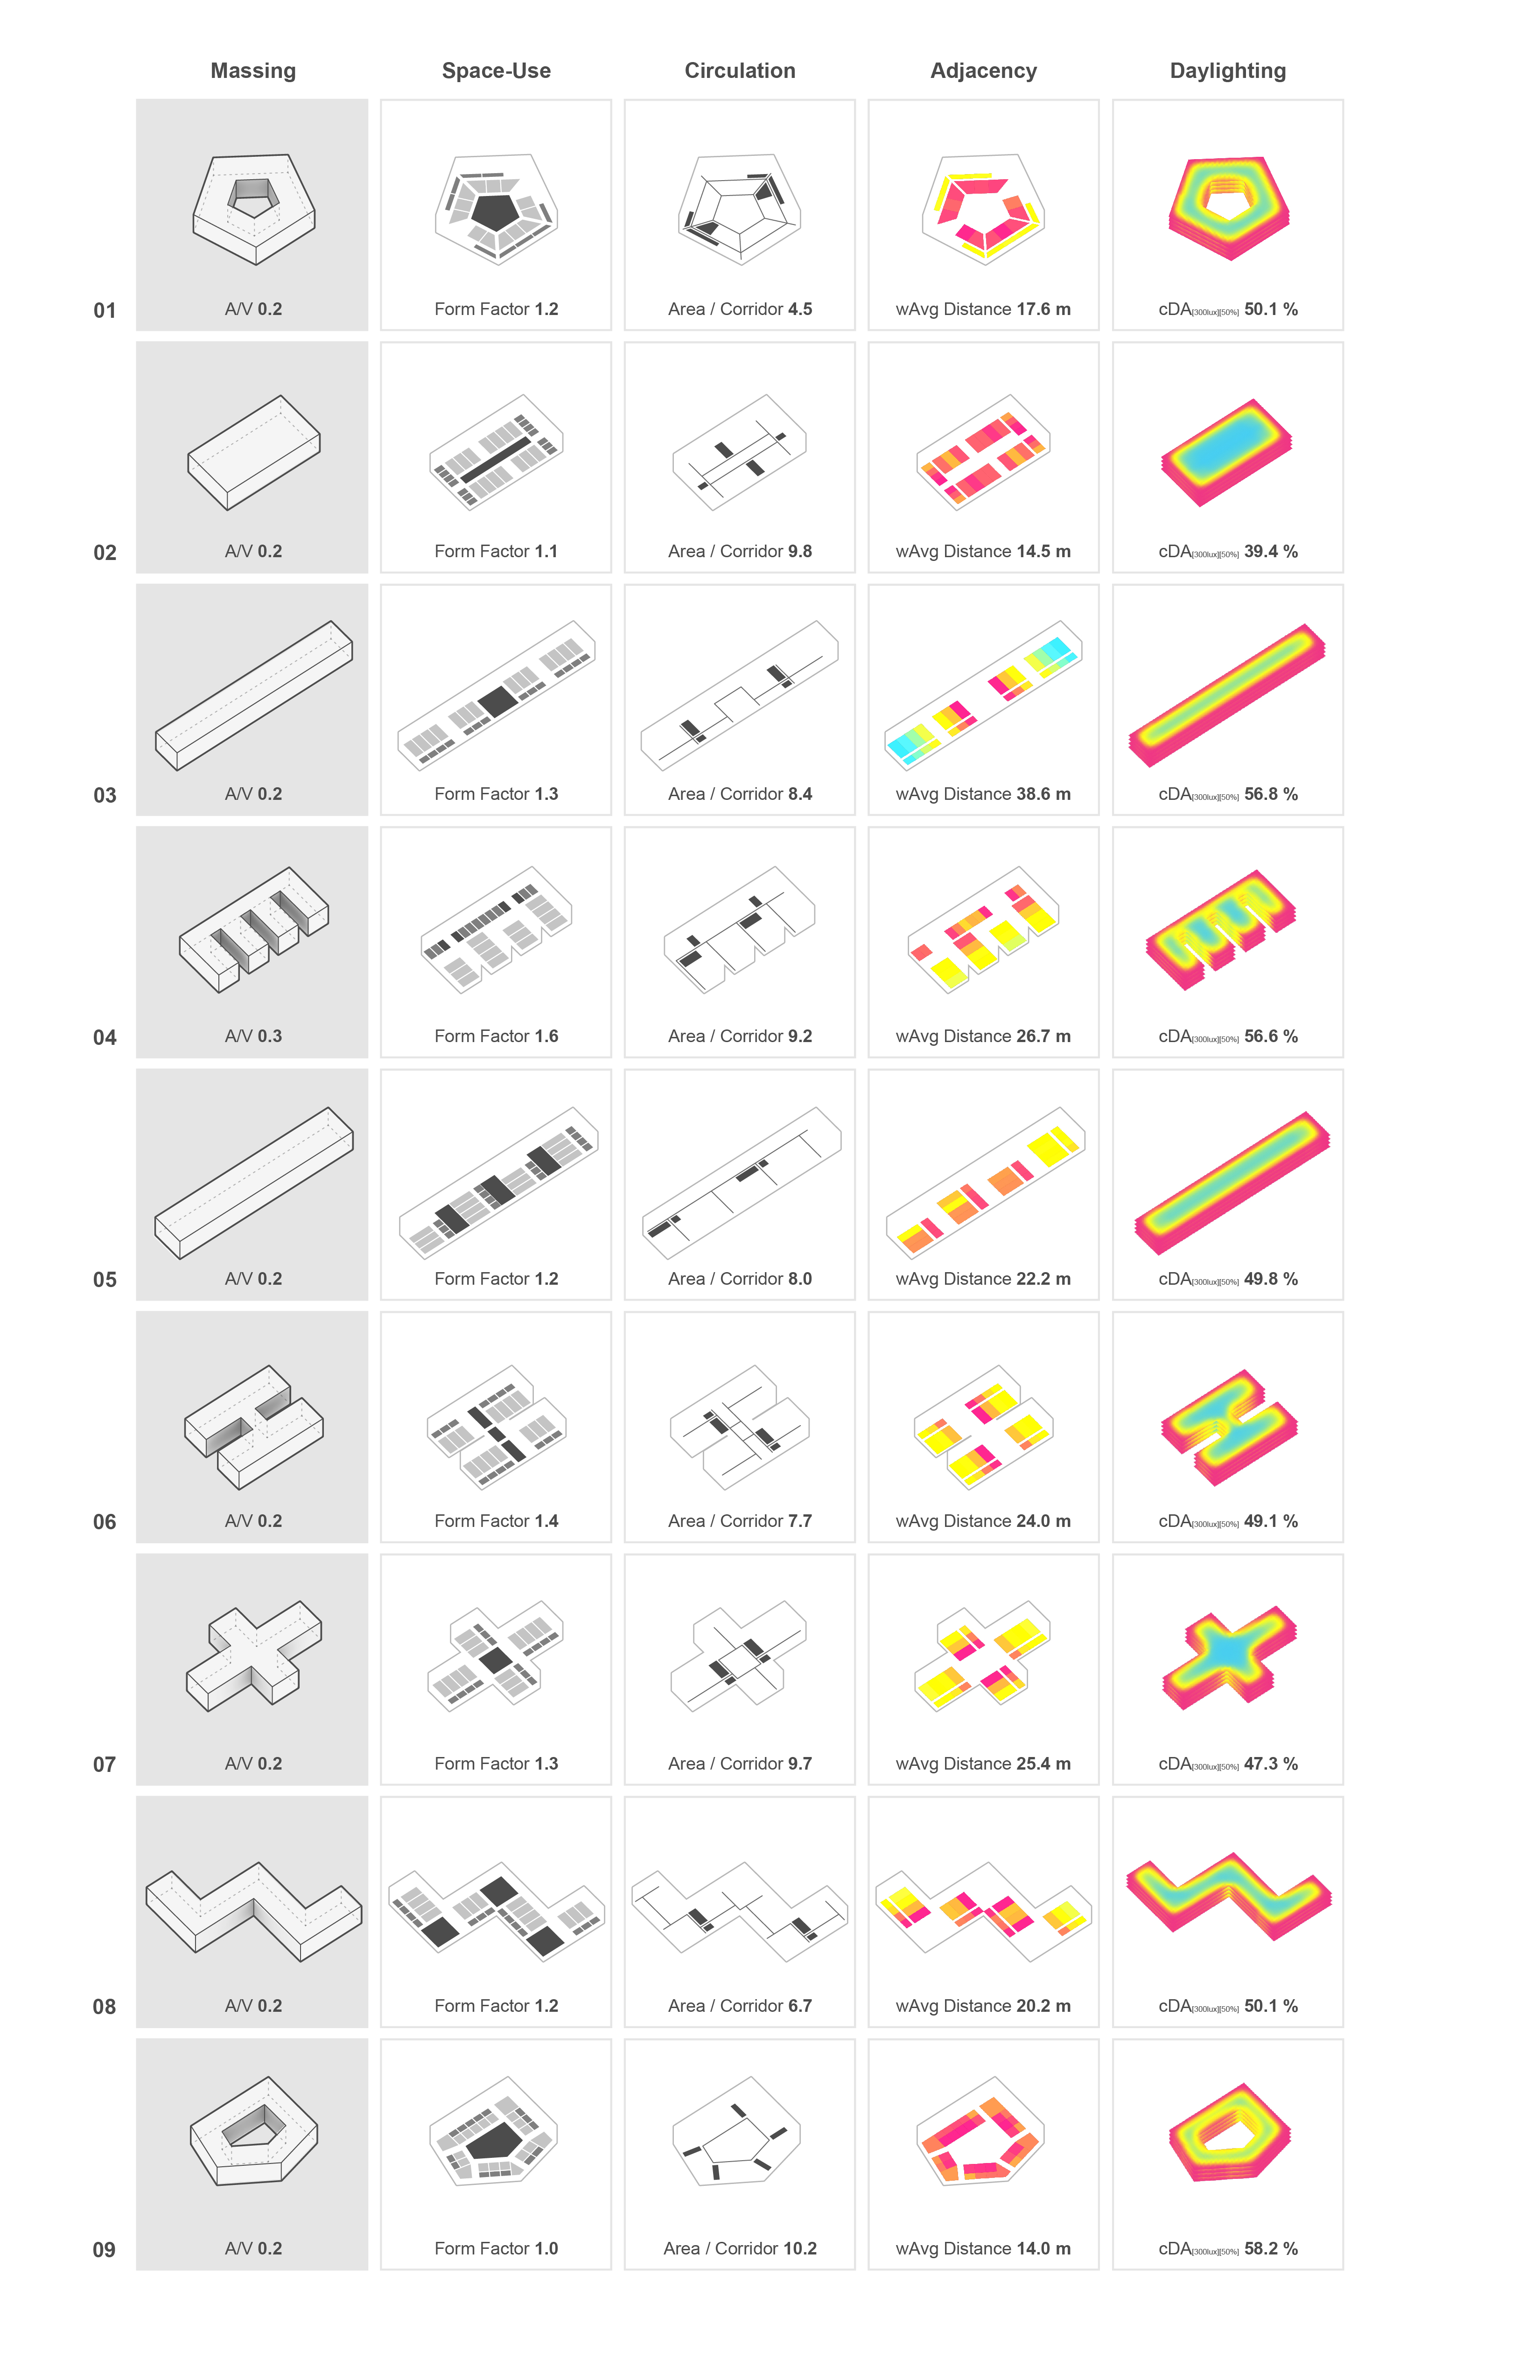 Massing Space-Use Circulation Adjacency Daylighting
01 A/V 0.2 Form Factor 1.2 Area / Corridor 4.5 wAvg Distance 17.6 m cDA[300lux][50%] 50.1 %
02 A/V 0.2 Form Factor 1.1 Area / Corridor 9.8 wAvg Distance 14.5 m cDA[300lux][50%] 39.4 %
03 A/V 0.2 Form Factor 1.3 Area / Corridor 8.4 wAvg Distance 38.6 m cDA[300lux][50%] 56.8 %
04 A/V 0.3 Form Factor 1.6 Area / Corridor 9.2 wAvg Distance 26.7 m cDA[300lux][50%] 56.6 %
05 A/V 0.2 Form Factor 1.2 Area / Corridor 8.0 wAvg Distance 22.2 m cDA[300lux][50%] 49.8 %
06 A/V 0.2 Form Factor 1.4 Area / Corridor 7.7 wAvg Distance 24.0 m cDA[300lux][50%] 49.1 %
07 A/V 0.2 Form Factor 1.3 Area / Corridor 9.7 wAvg Distance 25.4 m cDA[300lux][50%] 47.3 %
08 A/V 0.2 Form Factor 1.2 Area / Corridor 6.7 wAvg Distance 20.2 m cDA[300lux][50%] 50.1 %
09 A/V 0.2 Form Factor 1.0 Area / Corridor 10.2 wAvg Distance 14.0 m cDA[300lux][50%] 58.2 %